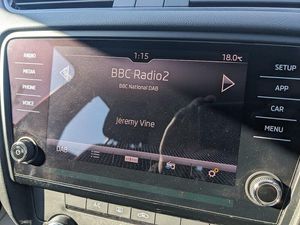 1:15
18.0℃
RADIO
MEDIA
PHONE
VOICE
BBC Radio2
BBC National DAB
Jeremy Vine
DAB
SETUP
APP
CAR
MENU